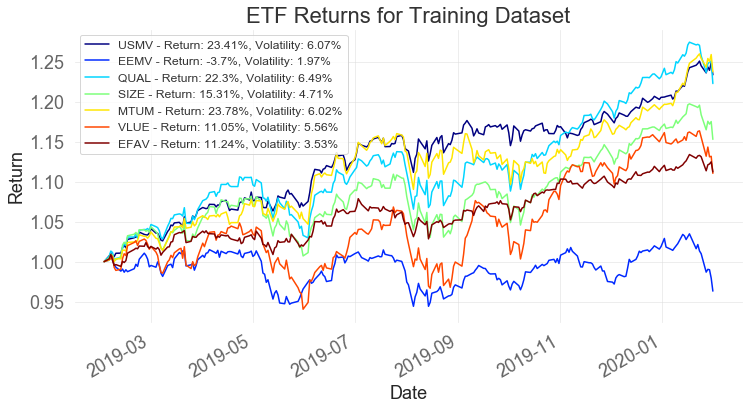 ETF Returns for Training Dataset
USMV - Return: 23.41%, Volatility: 6.07%
EEMV - Return: -3.7%, Volatility: 1.97%
QUAL - Return: 22.3%, Volatility: 6.49%
SIZE - Return: 15.31%, Volatility: 4.71%
MTUM - Return: 23.78%, Volatility: 6.02%
VLUE - Return: 11.05%, Volatility: 5.56%
EFAV - Return: 11.24%, Volatility: 3.53%
1.25
1.20
1.15
1.10
1.05
1.00
0.95
Return
2019-03
2019-05
2019-07
2019-09
2019-11
2020-01
Date